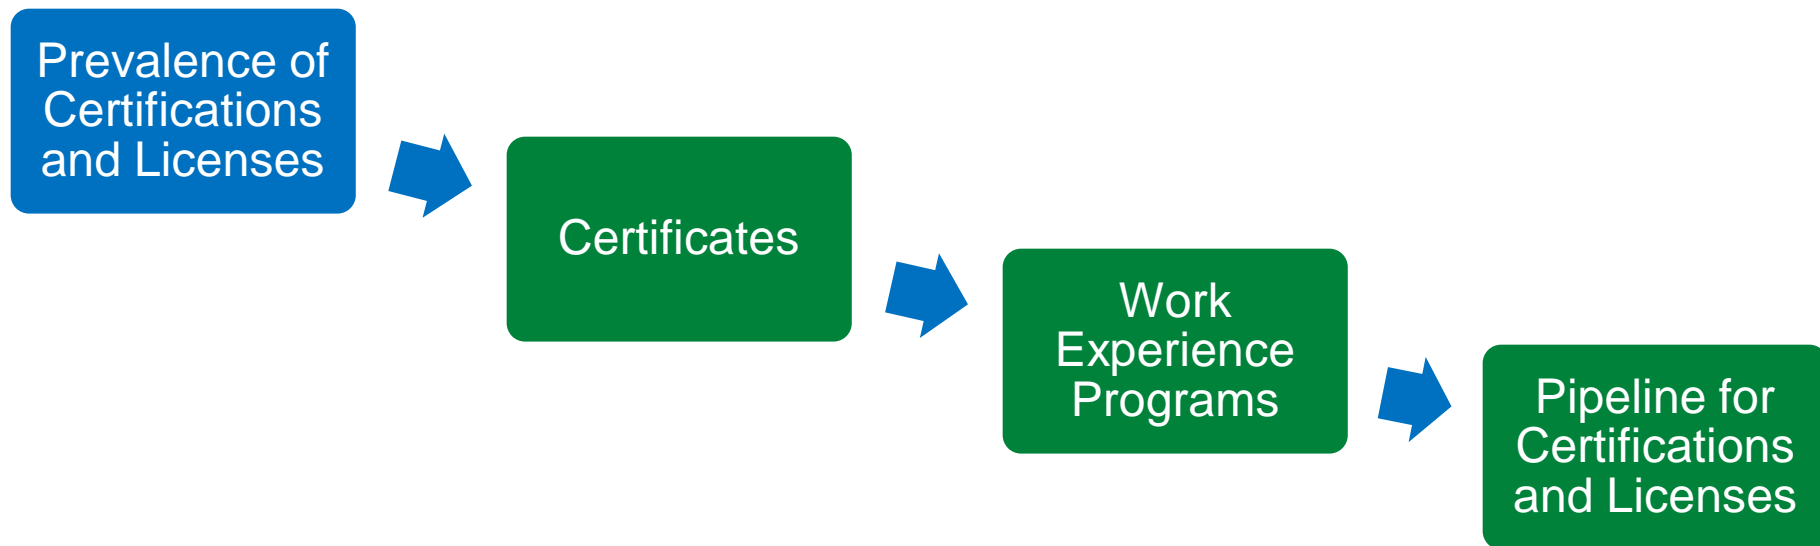 Prevalence of
Certifications
and Licenses
Certificates
Work
Experience
Programs
Pipeline for
Certifications
and Licenses